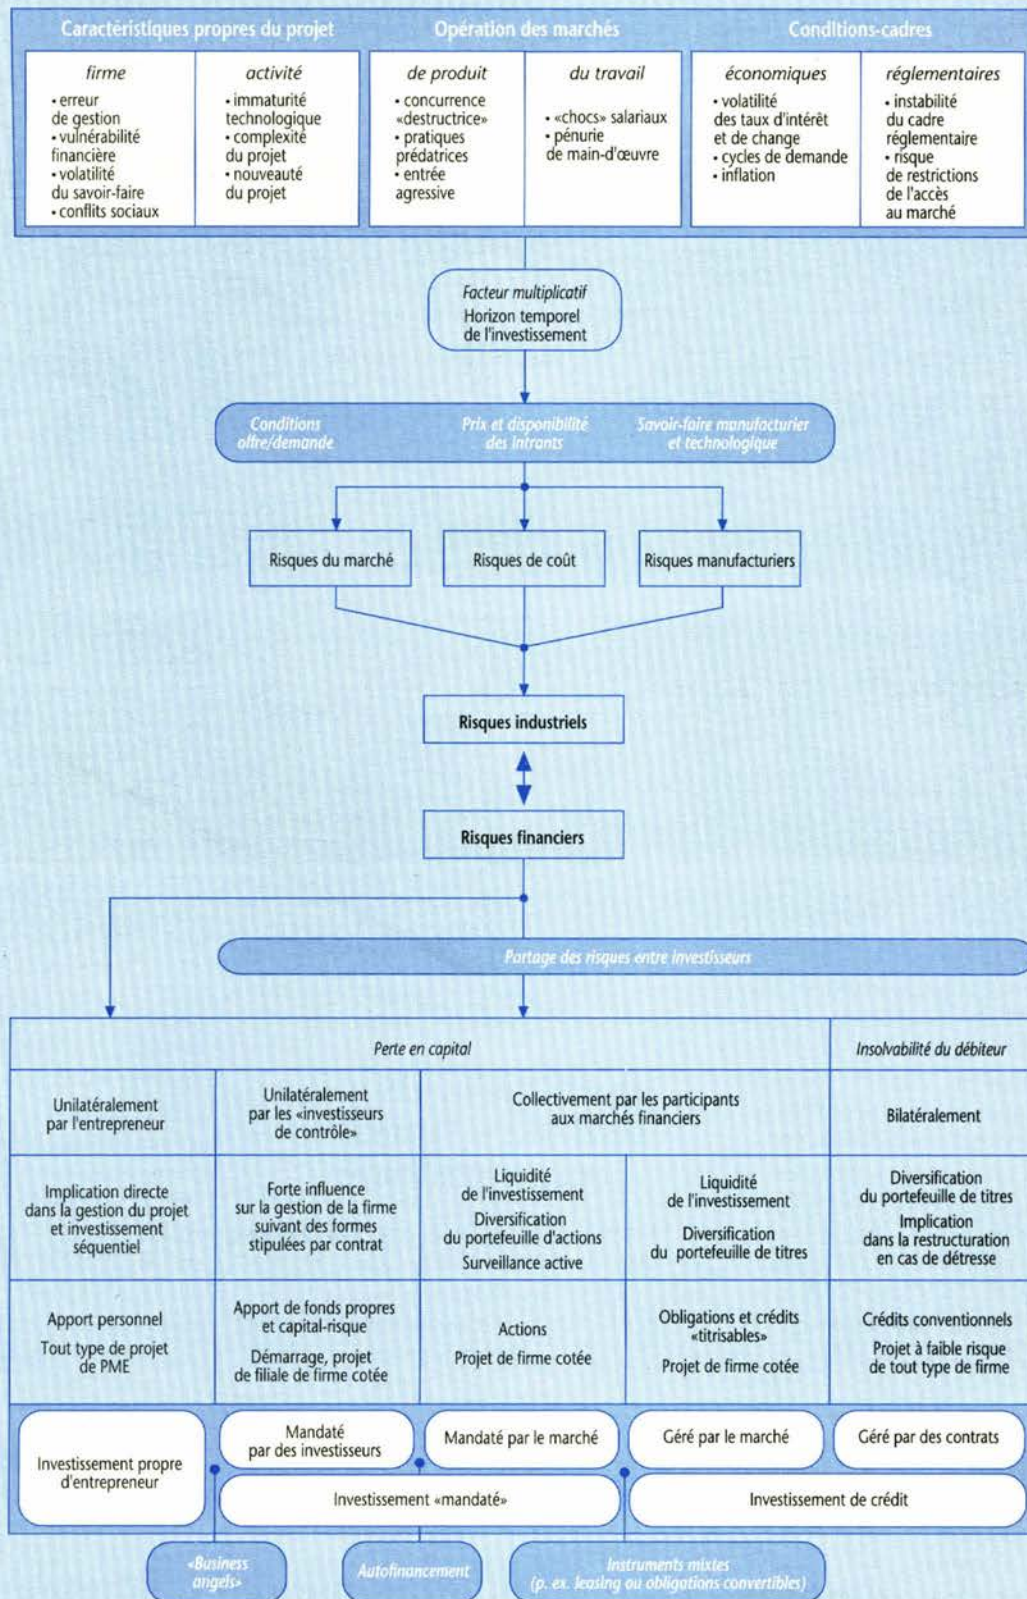 Caractéristiques propres du projet
Opération des marchés
Conditions-cadres
firme
• erreur
de gestion
• vulnérabilité
financière
• volatilité
du savoir-faire
• conflits sociaux
activité
• immaturité
technologique
• complexité
du projet
• nouveauté
du projet
de produit
• concurrence
«destructrice»
• pratiques
prédatrices
• entrée
agressive
du travail
• «chocs» salariaux
• pénurie
de main-d'œuvre
économiques
• volatilité
des taux d'intérêt
et de change
• cycles de demande
• inflation
réglementaires
• instabilité
du cadre
réglementaire
• risque
de restrictions
de l'accès
au marché
Facteur multiplicatif
Horizon temporel
de l'investissement
Conditions
offre/demande
Prix et disponibilité
des intrants
Savoir-faire manufacturier
et technologique
Risques du marché
Risques de coût
Risques manufacturiers
Risques industriels
Risques financiers
Partage des risques entre investisseurs
Perte en capital
Insolvabilité du débiteur
Unilatéralement
par l'entrepreneur
Unilatéralement
par les «investisseurs
de contrôle»
Collectivement par les participants
aux marchés financiers
Bilatéralement
Implication directe
dans la gestion du projet
et investissement
séquentiel
Forte influence
sur la gestion de la firme
suivant des formes
stipulées par contrat
Liquidité
de l'investissement
Diversification
du portefeuille d'actions
Surveillance active
Liquidité
de l'investissement
Diversification
du portefeuille de titres
Diversification
du portefeuille de titres
Implication
dans la restructuration
en cas de détresse
Apport personnel
Tout type de projet
de PME
Apport de fonds propres
et capital-risque
Démarrage, projet
de filiale de firme cotée
Actions
Projet de firme cotée
Obligations et crédits
«titrisables»
Projet de firme cotée
Crédits conventionnels
Projet à faible risque
de tout type de firme
Investissement propre
d'entrepreneur
Mandaté
par des investisseurs
Mandaté par le marché
Géré par le marché
Géré par des contrats
Investissement «mandaté»
Investissement de crédit
«Business
angels»
Autofinancement
Instruments mixtes
(p. ex. leasing ou obligations convertibles)